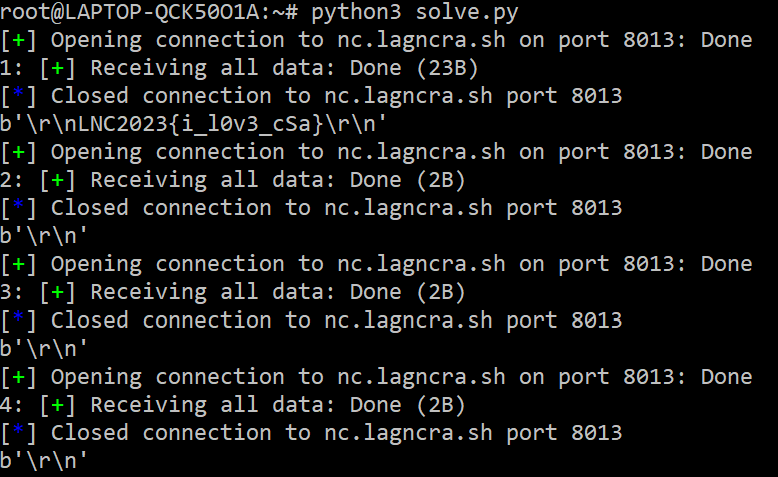 root@LAPTOP-QCK50O1A:~# python3 solve.py
[+] Opening connection to nc.lagncra.sh on port 8013: Done
1: [+] Receiving all data: Done (23B)
[*] Closed connection to nc.lagncra.sh port 8013
b'\r\nLNC2023{i_l0v3_cSa}\r\n'
[+] Opening connection to nc.lagncra.sh on port 8013: Done
2: [+] Receiving all data: Done (2B)
[*] Closed connection to nc.lagncra.sh port 8013
b'\r\n'
[+] Opening connection to nc.lagncra.sh on port 8013: Done
3: [+] Receiving all data: Done (2B)
[*] Closed connection to nc.lagncra.sh port 8013
b'\r\n'
[+] Opening connection to nc.lagncra.sh on port 8013: Done
4: [+] Receiving all data: Done (2B)
[*] Closed connection to nc.lagncra.sh port 8013
b'\r\n'